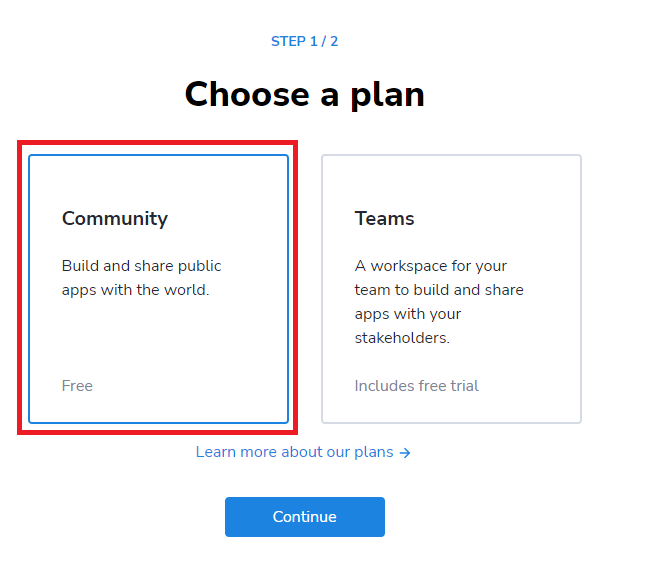 STEP 1 / 2
Choose a plan
Community
Build and share public
apps with the world.
Free
Teams
A workspace for your
team to build and share
apps with your
stakeholders.
Includes free trial
Learn more about our plans →
Continue